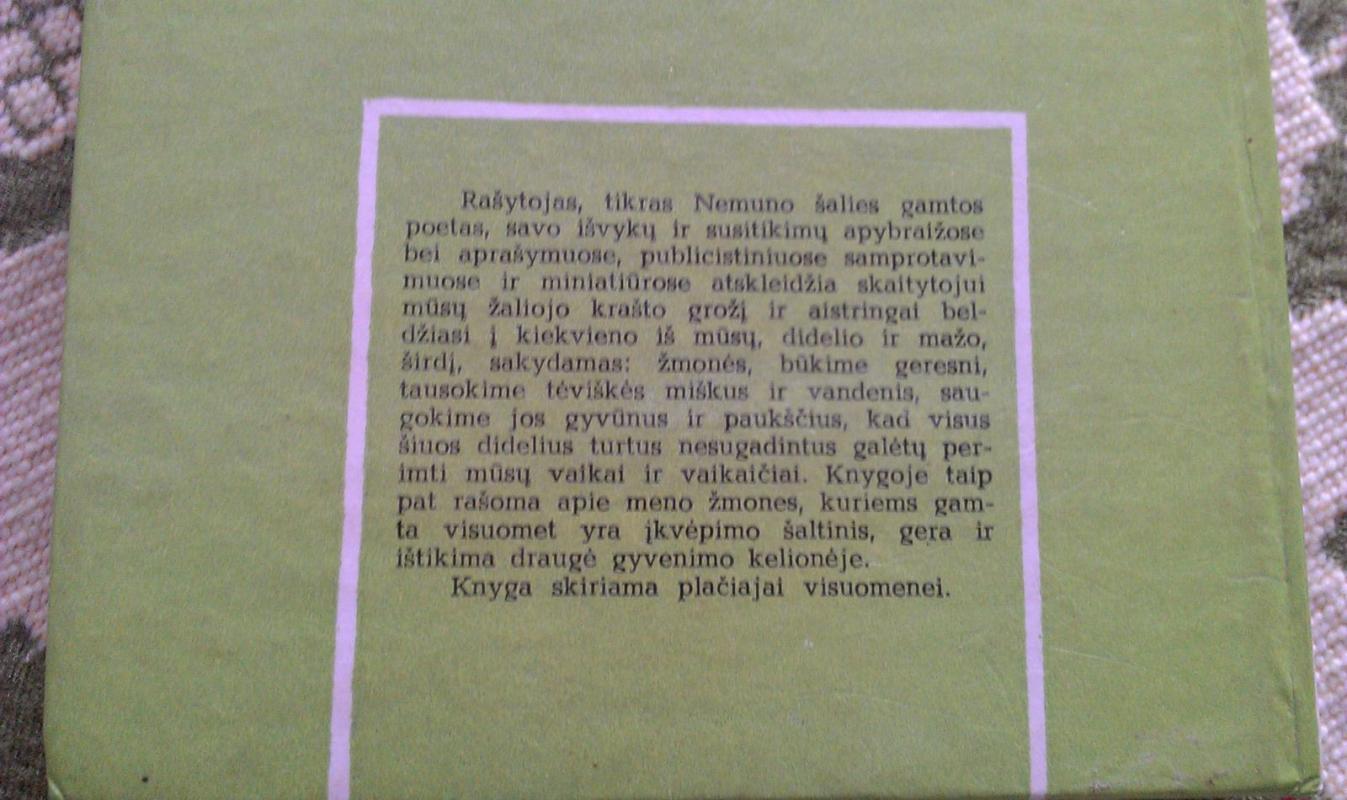 Rašytojas, tikras Nemuno šalies gamtos
poetas, savo išvykų ir susitikimų apybraižose
bei aprašymuose, publicistiniuose samprotavi-
muose ir miniatiūrose atskleidžia skaitytojui
mūsų žaliojo krašto grožį ir aistringai bel-
džiasi į kiekvieno iš mūsų, didelio ir mažo,
širdį, sakydamas: žmonės, būkime geresni,
tausokime tėviškės miškus ir vandenis, sau-
gokime jos gyvūnus ir paukščius, kad visus
šiuos didelius turtus nesugadintus galėtų per-
imti mūsų vaikai ir vaikaičiai. Knygoje taip
pat rašoma apie meno žmones, kuriems gam-
ta visuomet yra įkvėpimo šaltinis, gera ir
ištikima draugė gyvenimo kelionėje.
Knyga skiriama plačiajai visuomenei.